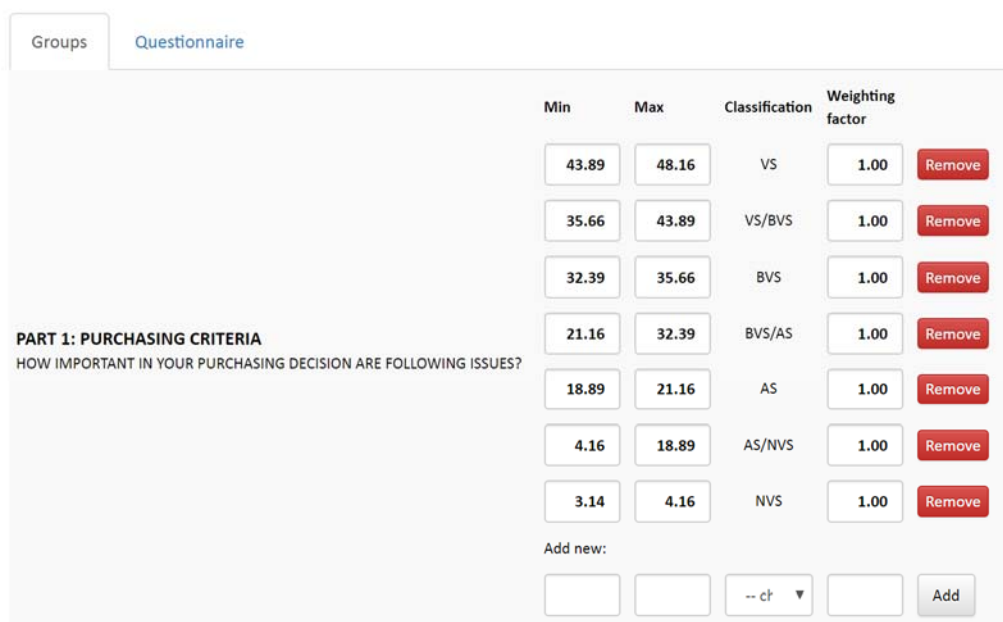 Groups Questionnaire
Min Max Classification Weighting factor
43.89 48.16 VS 1.00 Remove
35.66 43.89 VS/BVS 1.00 Remove
32.39 35.66 BVS 1.00 Remove
PART 1: PURCHASING CRITERIA
HOW IMPORTANT IN YOUR PURCHASING DECISION ARE FOLLOWING ISSUES?
21.16 32.39 BVS/AS 1.00 Remove
18.89 21.16 AS 1.00 Remove
4.16 18.89 AS/NVS 1.00 Remove
3.14 4.16 NVS 1.00 Remove
Add new:
-- ch Add